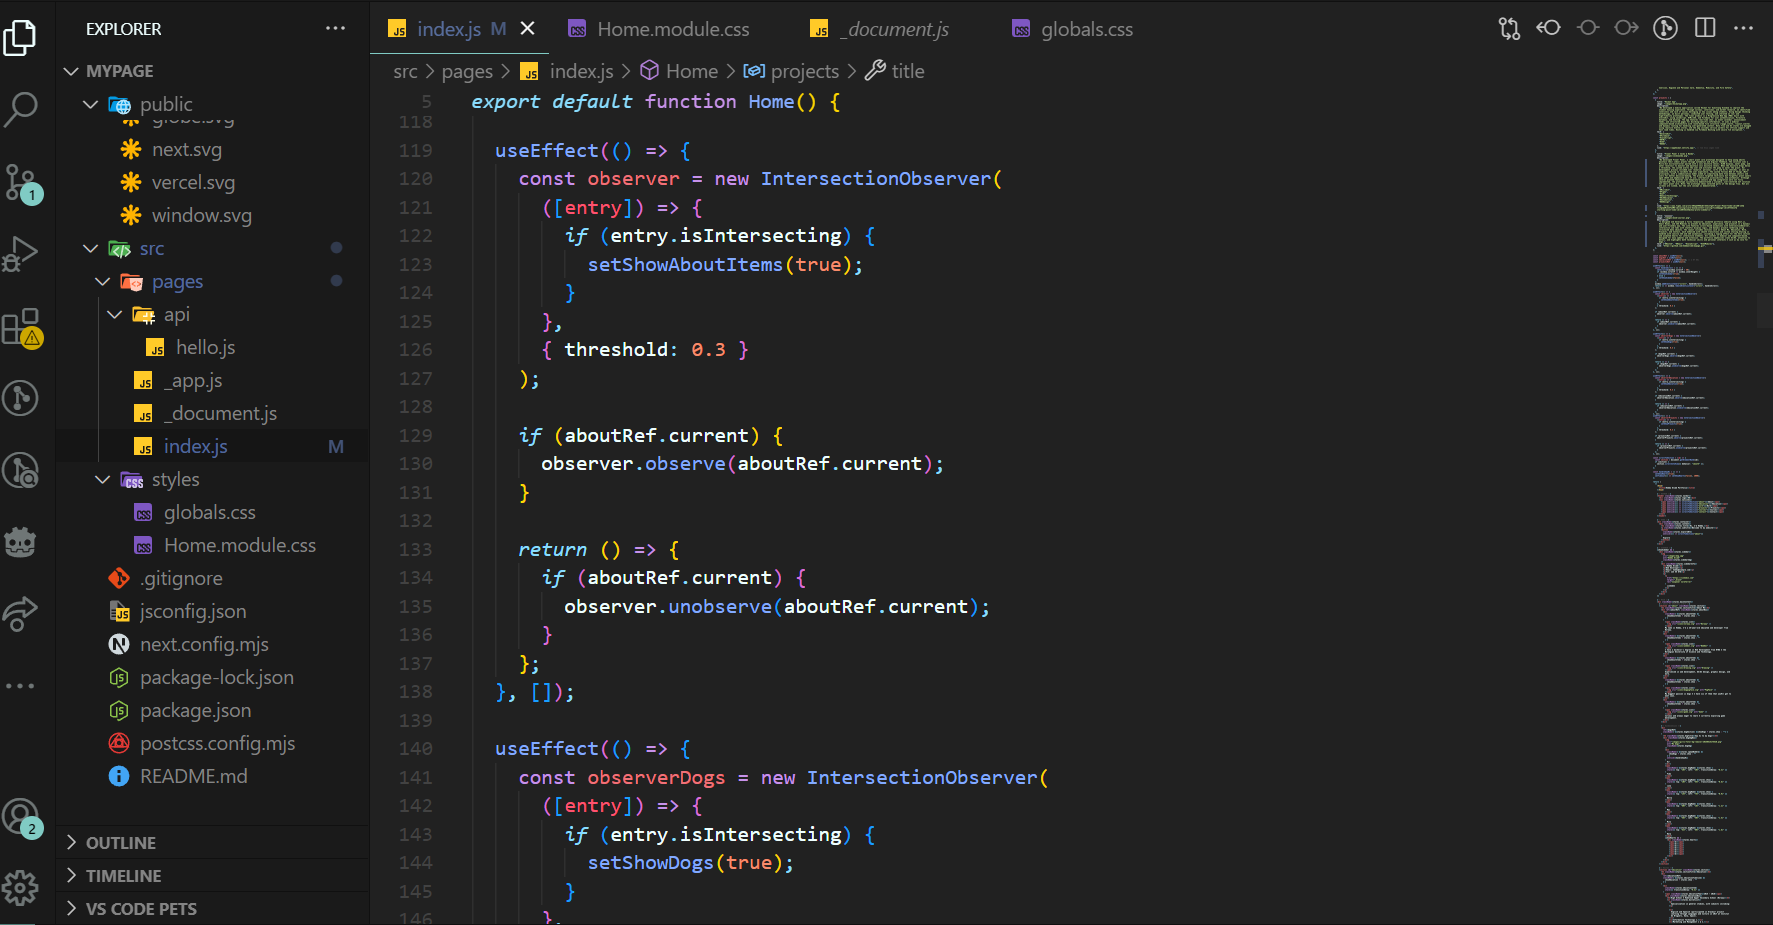 EXPLORER
MYPAGE
public
globe.svg
next.svg
vercel.svg
window.svg
src
pages
api
hello.js
_app.js
_document.js
index.js M
styles
globals.css
Home.module.css
.gitignore
jsconfig.json
next.config.mjs
package-lock.json
package.json
postcss.config.mjs
README.md
OUTLINE
TIMELINE
VS CODE PETS
1
2
index.js M
Home.module.css
_document.js
globals.css
src > pages > index.js > Home > projects > title
5 export default function Home() {
118
119 useEffect(() => {
120 const observer = new IntersectionObserver(
121 ([entry]) => {
122 if (entry.isIntersecting) {
123 setShowAboutItems(true);
124 }
125 },
126 { threshold: 0.3 }
127 );
128
129 if (aboutRef.current) {
130 observer.observe(aboutRef.current);
131 }
132
133 return () => {
134 if (aboutRef.current) {
135 observer.unobserve(aboutRef.current);
136 }
137 };
138 }, []);
139
140 useEffect(() => {
141 const observerDogs = new IntersectionObserver(
142 ([entry]) => {
143 if (entry.isIntersecting) {
144 setShowDogs(true);
145 }
146 },